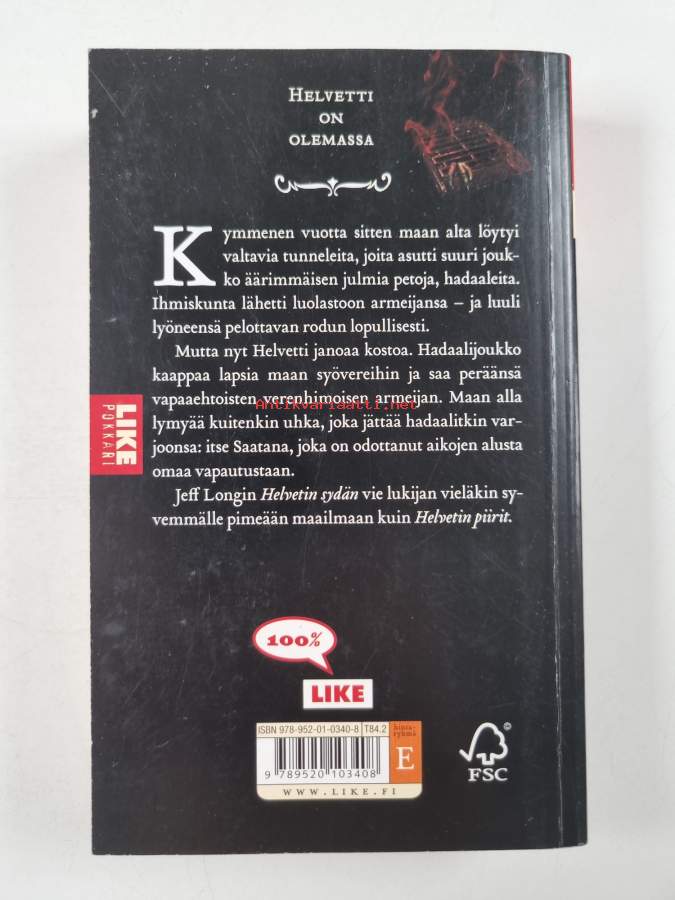 HELVETTI
ON
OLEMASSA
Kymmenen vuotta sitten maan alta löytyi
valtavia tunneleita, joita asutti suuri jouk-
ko äärimmäisen julmia petoja, hadaaleita.
Ihmiskunta lähetti luolastoon armeijansa – ja luuli
lyöneensä pelottavan rodun lopullisesti.
Mutta nyt Helvetti janoaa kostoa. Hadaalijoukko
kaappaa lapsia maan syövereihin ja saa peräänsä
vapaaehtoisten verenhimoisen armeijan. Maan alla
Antikvariaatti.net
lymyää kuitenkin uhka, joka jättää hadaalitkin var-
joonsa: itse Saatana, joka on odottanut aikojen alusta
omaa vapautustaan.
Jeff Longin Helvetin sydän vie lukijan vieläkin sy-
vemmälle pimeään maailmaan kuin Helvetin piirit.
LIKE
POKKARI
100%
LIKE
ISBN 978-952-01-0340-8 T84.2
hinta-
ryhmä
E
9 789520 103408
WWW.LIKE.FI
©
FSC